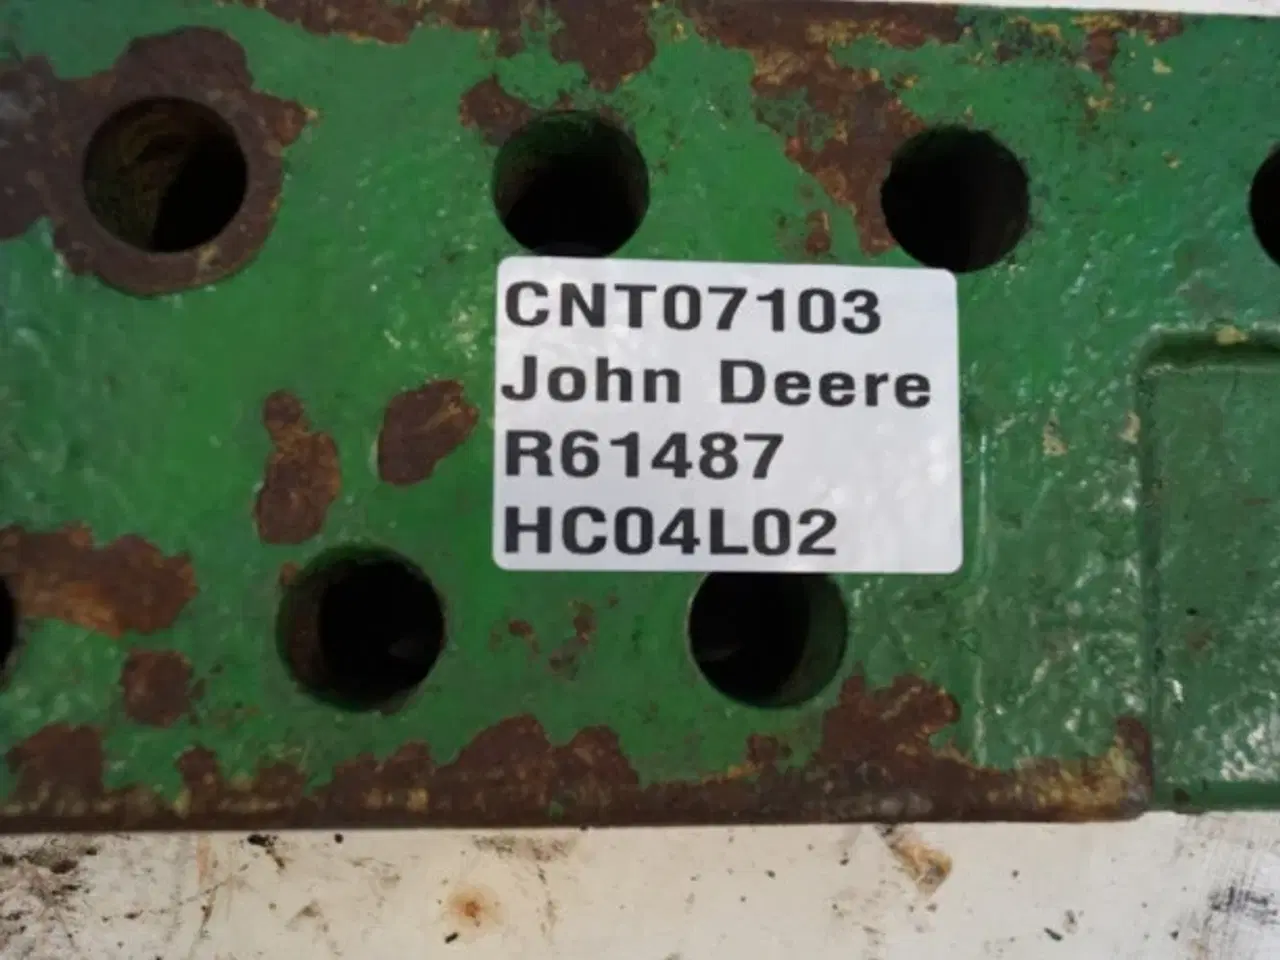 CNT07103
John Deere
R61487
HC04L02